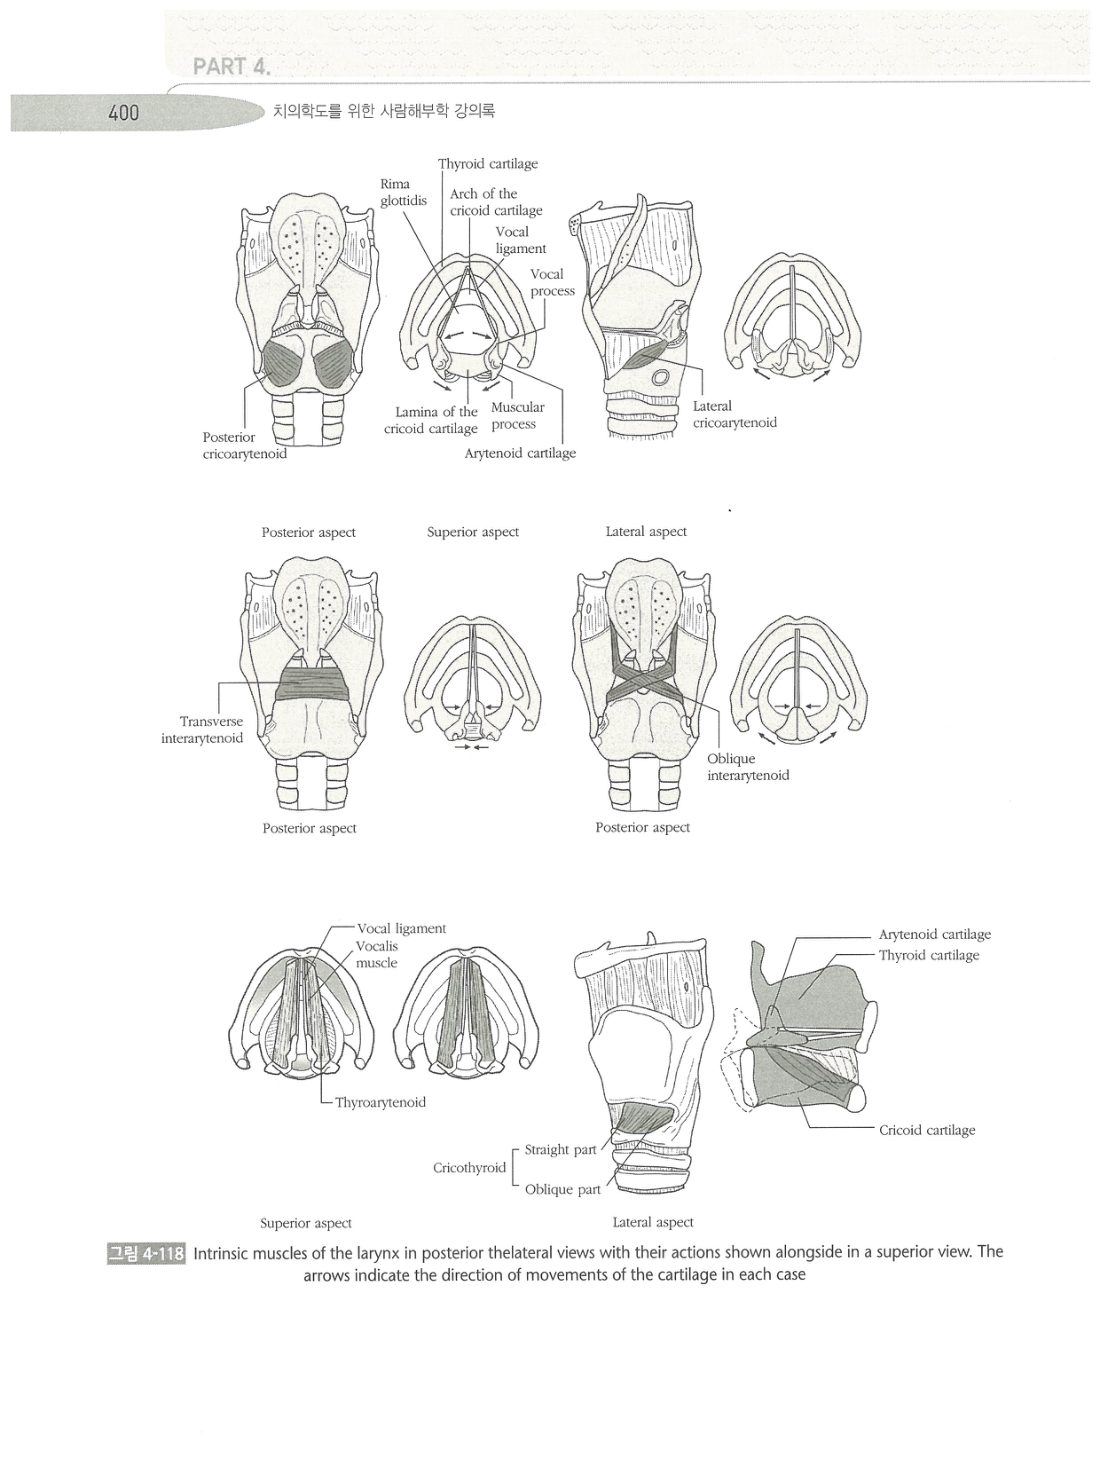 PART 4.
400
치의학도를 위한 사람해부학 강의록
Thyroid cartilage
Rima
glottidis
Arch of the
cricoid cartilage
Vocal
ligament
Vocal
process
Lamina of the
cricoid cartilage
Muscular
process
Arytenoid cartilage
Posterior
cricoarytenoid
Lateral
cricoarytenoid
Posterior aspect
Superior aspect
Lateral aspect
Transverse
interarytenoid
Oblique
interarytenoid
Posterior aspect
Posterior aspect
Vocal ligament
Vocalis
muscle
Thyroarytenoid
Arytenoid cartilage
Thyroid cartilage
Cricoid cartilage
Cricothyroid
Straight part
Oblique part
Superior aspect
Lateral aspect
그림 4-118 Intrinsic muscles of the larynx in posterior thelateral views with their actions shown alongside in a superior view. The
arrows indicate the direction of movements of the cartilage in each case